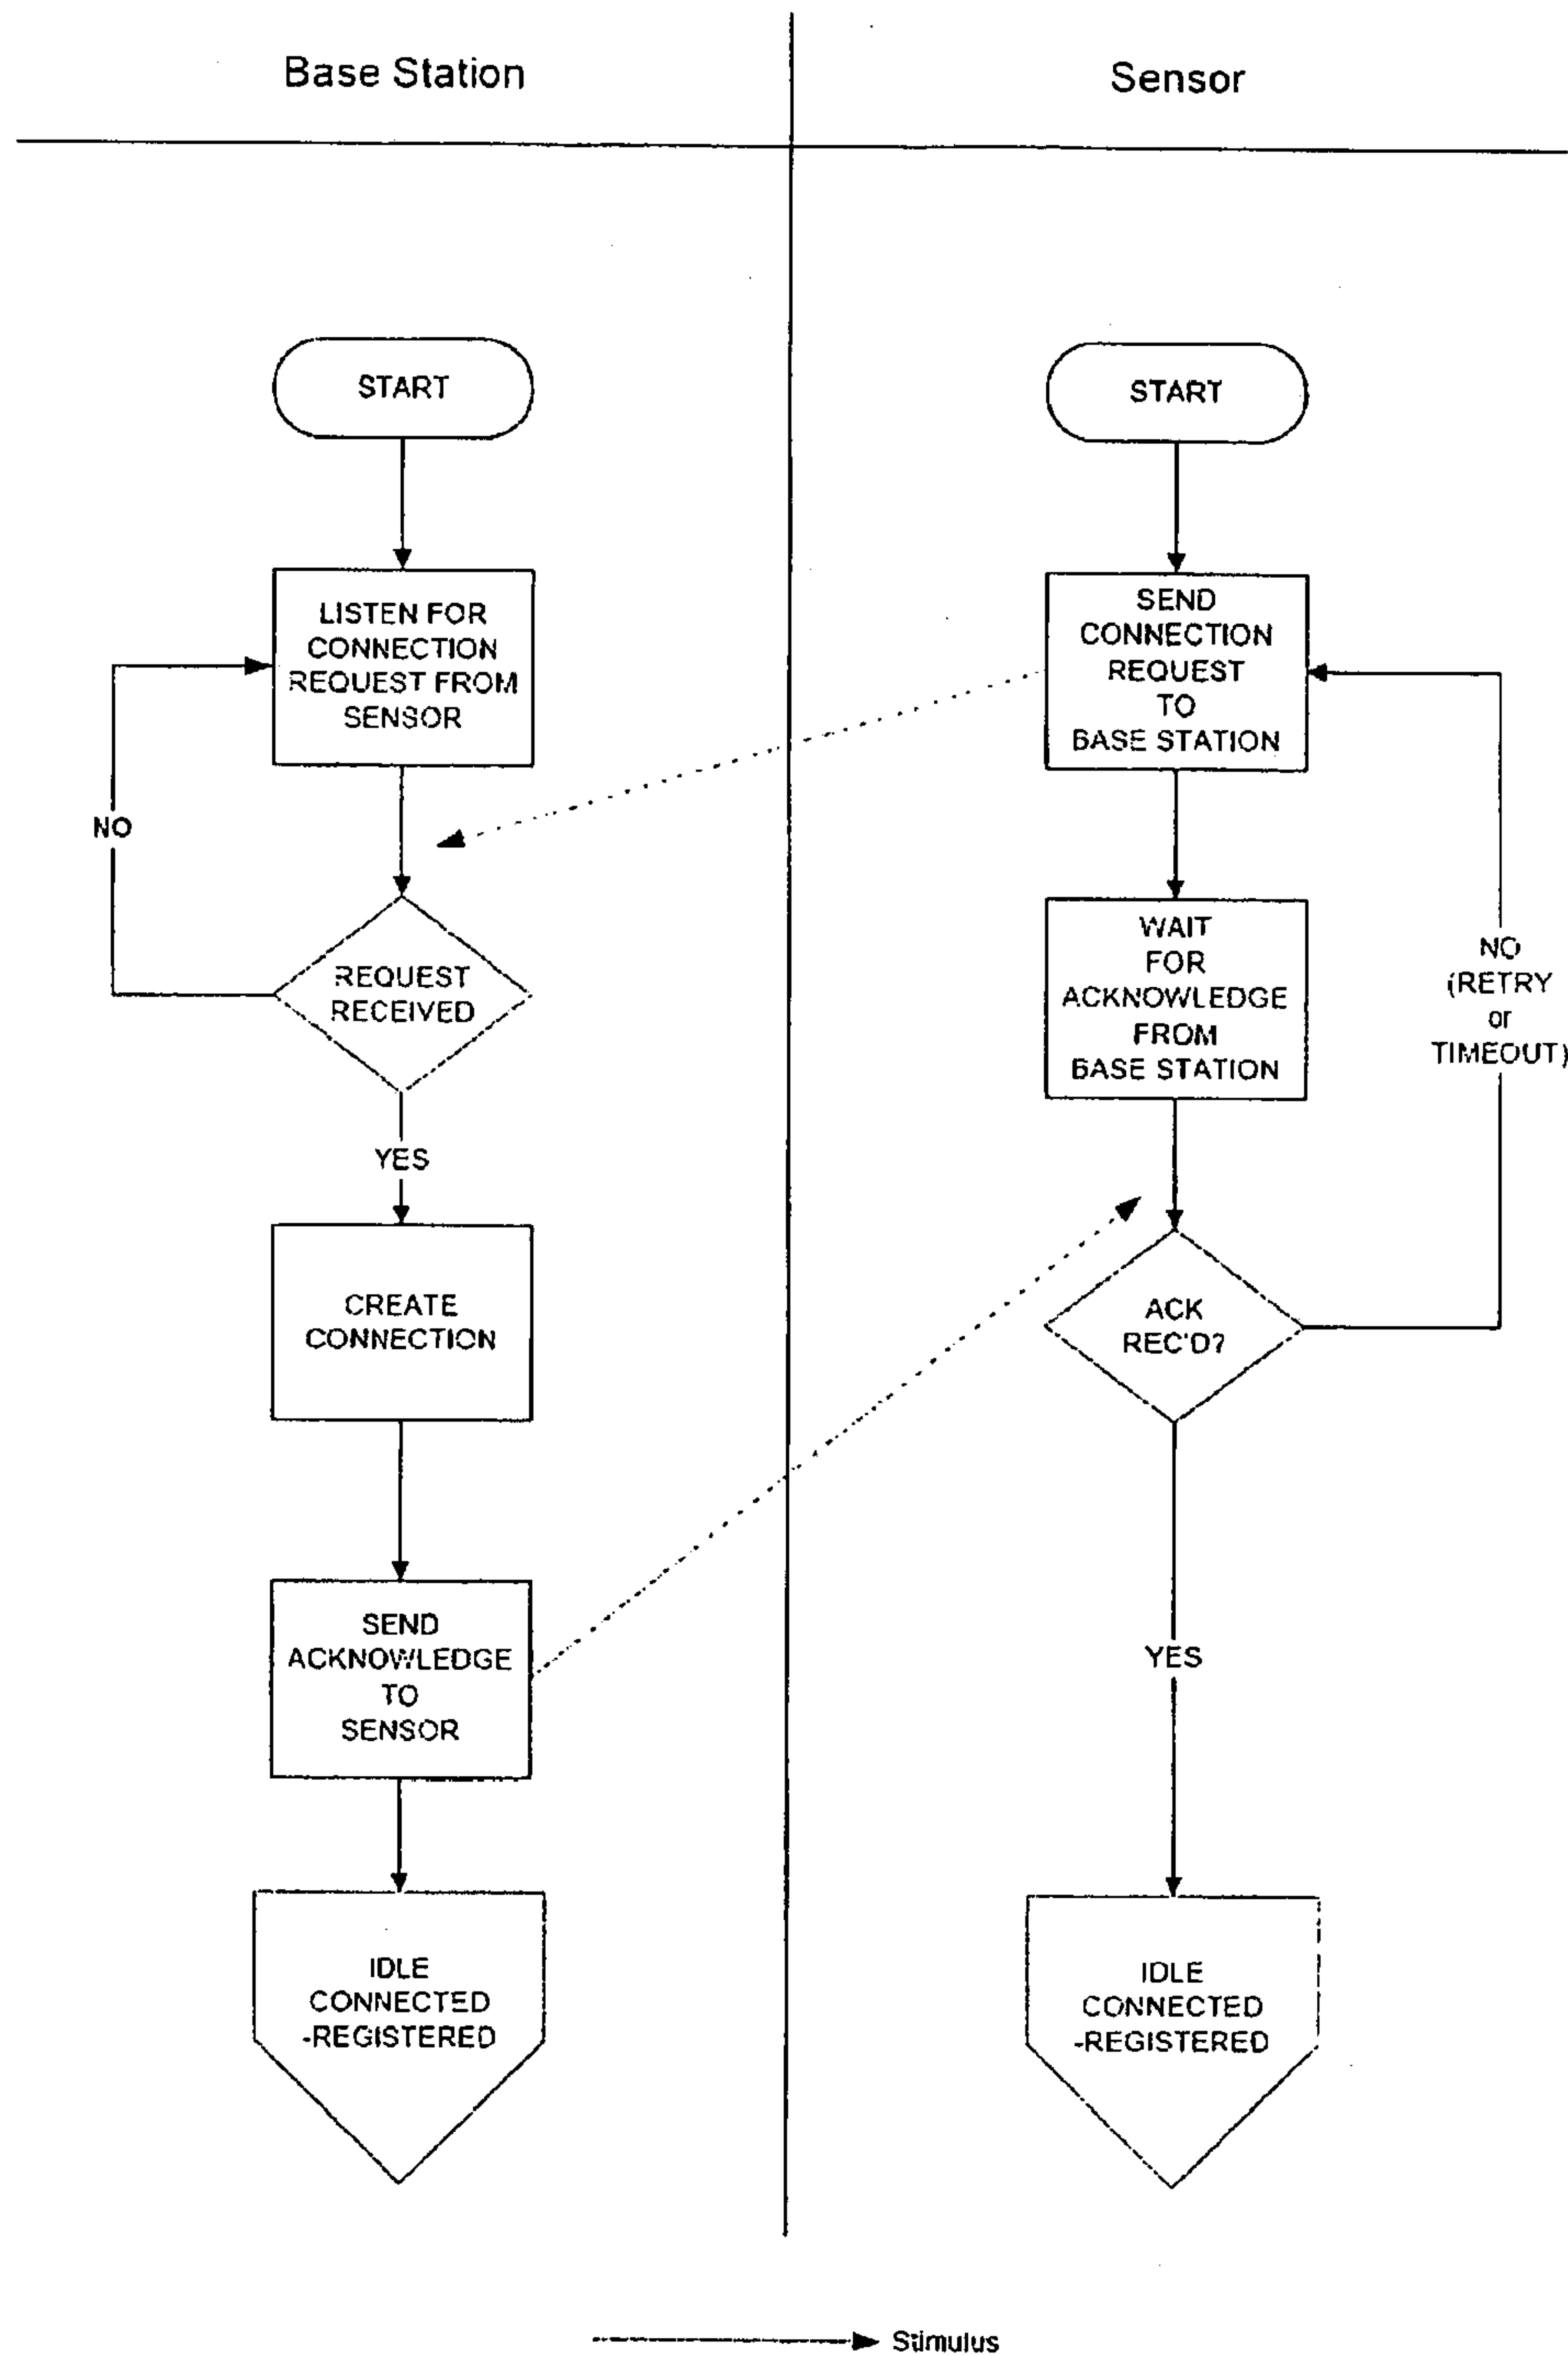 Base Station
Sensor
START
LISTEN FOR
CONNECTION
REQUEST FROM
SENSOR
NO
REQUEST
RECEIVED
YES
CREATE
CONNECTION
SEND
ACKNOWLEDGE
TO
SENSOR
IDLE
CONNECTED
-REGISTERED
START
SEND
CONNECTION
REQUEST
TO
BASE STATION
WAIT
FOR
ACKNOWLEDGE
FROM
BASE STATION
NO
(RETRY
or
TIMEOUT)
ACK
REC'D?
YES
IDLE
CONNECTED
-REGISTERED
Stimulus